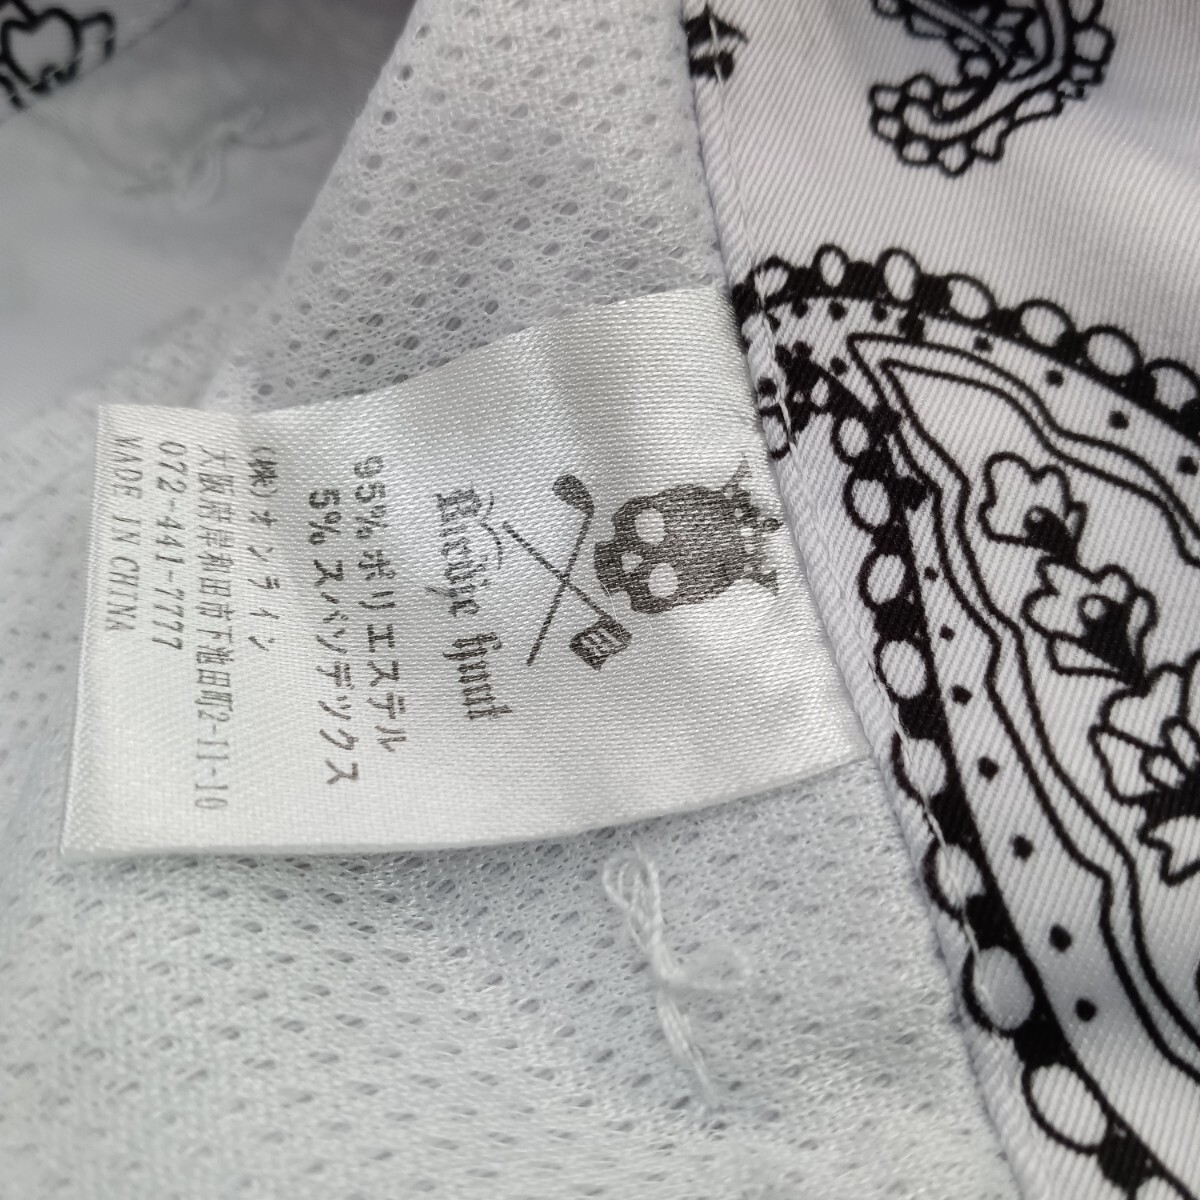 95%ポリエステル
5%スパンデックス
(株)オンライン
大阪府岸和田市下池田町2-11-10
072-441-7777
MADE IN CHINA